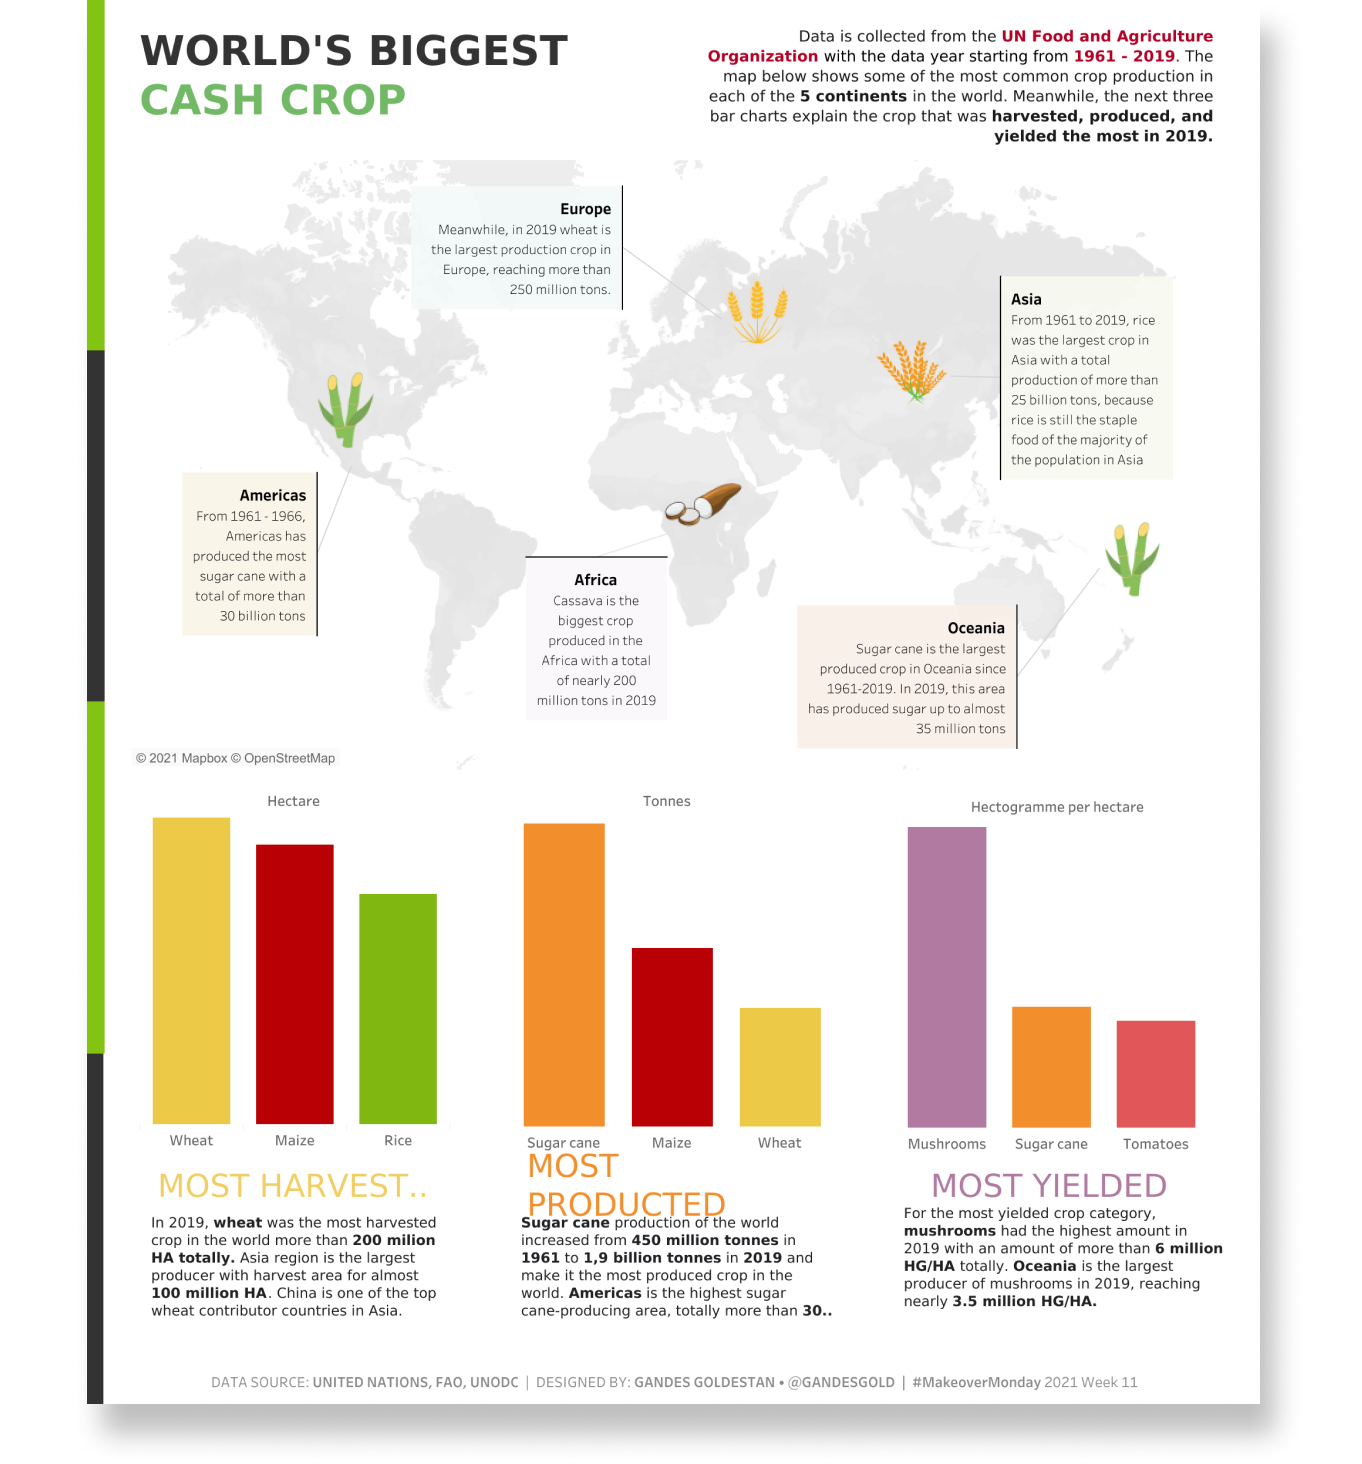 WORLD'S BIGGEST
CASH CROP
Data is collected from the UN Food and Agriculture
Organization with the data year starting from 1961 - 2019. The
map below shows some of the most common crop production in
each of the 5 continents in the world. Meanwhile, the next three
bar charts explain the crop that was harvested, produced, and
yielded the most in 2019.
Europe
Meanwhile, in 2019 wheat is
the largest production crop in
Europe, reaching more than
250 million tons.
Asia
From 1961 to 2019, rice
was the largest crop in
Asia with a total
production of more than
25 billion tons, because
rice is still the staple
food of the majority of
the population in Asia
Americas
From 1961 - 1966,
Americas has
produced the most
sugar cane with a
total of more than
30 billion tons
Africa
Cassava is the
biggest crop
produced in the
Africa with a total
of nearly 200
million tons in 2019
Oceania
Sugar cane is the largest
produced crop in Oceania since
1961-2019. In 2019, this area
has produced sugar up to almost
35 million tons
© 2021 Mapbox © OpenStreetMap
Hectare
Wheat
Maize
Rice
MOST HARVEST..
In 2019, wheat was the most harvested
crop in the world more than 200 milion
HA totally. Asia region is the largest
producer with harvest area for almost
100 million HA. China is one of the top
wheat contributor countries in Asia.
Tonnes
Sugar cane
Maize
Wheat
MOST
PRODUCTED
Sugar cane production of the world
increased from 450 million tonnes in
1961 to 1,9 billion tonnes in 2019 and
make it the most produced crop in the
world. Americas is the highest sugar
cane-producing area, totally more than 30..
Hectogramme per hectare
Mushrooms
Sugar cane
Tomatoes
MOST YIELDED
For the most yielded crop category,
mushrooms had the highest amount in
2019 with an amount of more than 6 million
HG/HA totally. Oceania is the largest
producer of mushrooms in 2019, reaching
nearly 3.5 million HG/HA.
DATA SOURCE: UNITED NATIONS, FAO, UNODC | DESIGNED BY: GANDES GOLDESTAN • @GANDESGOLD | #MakeoverMonday 2021 Week 11